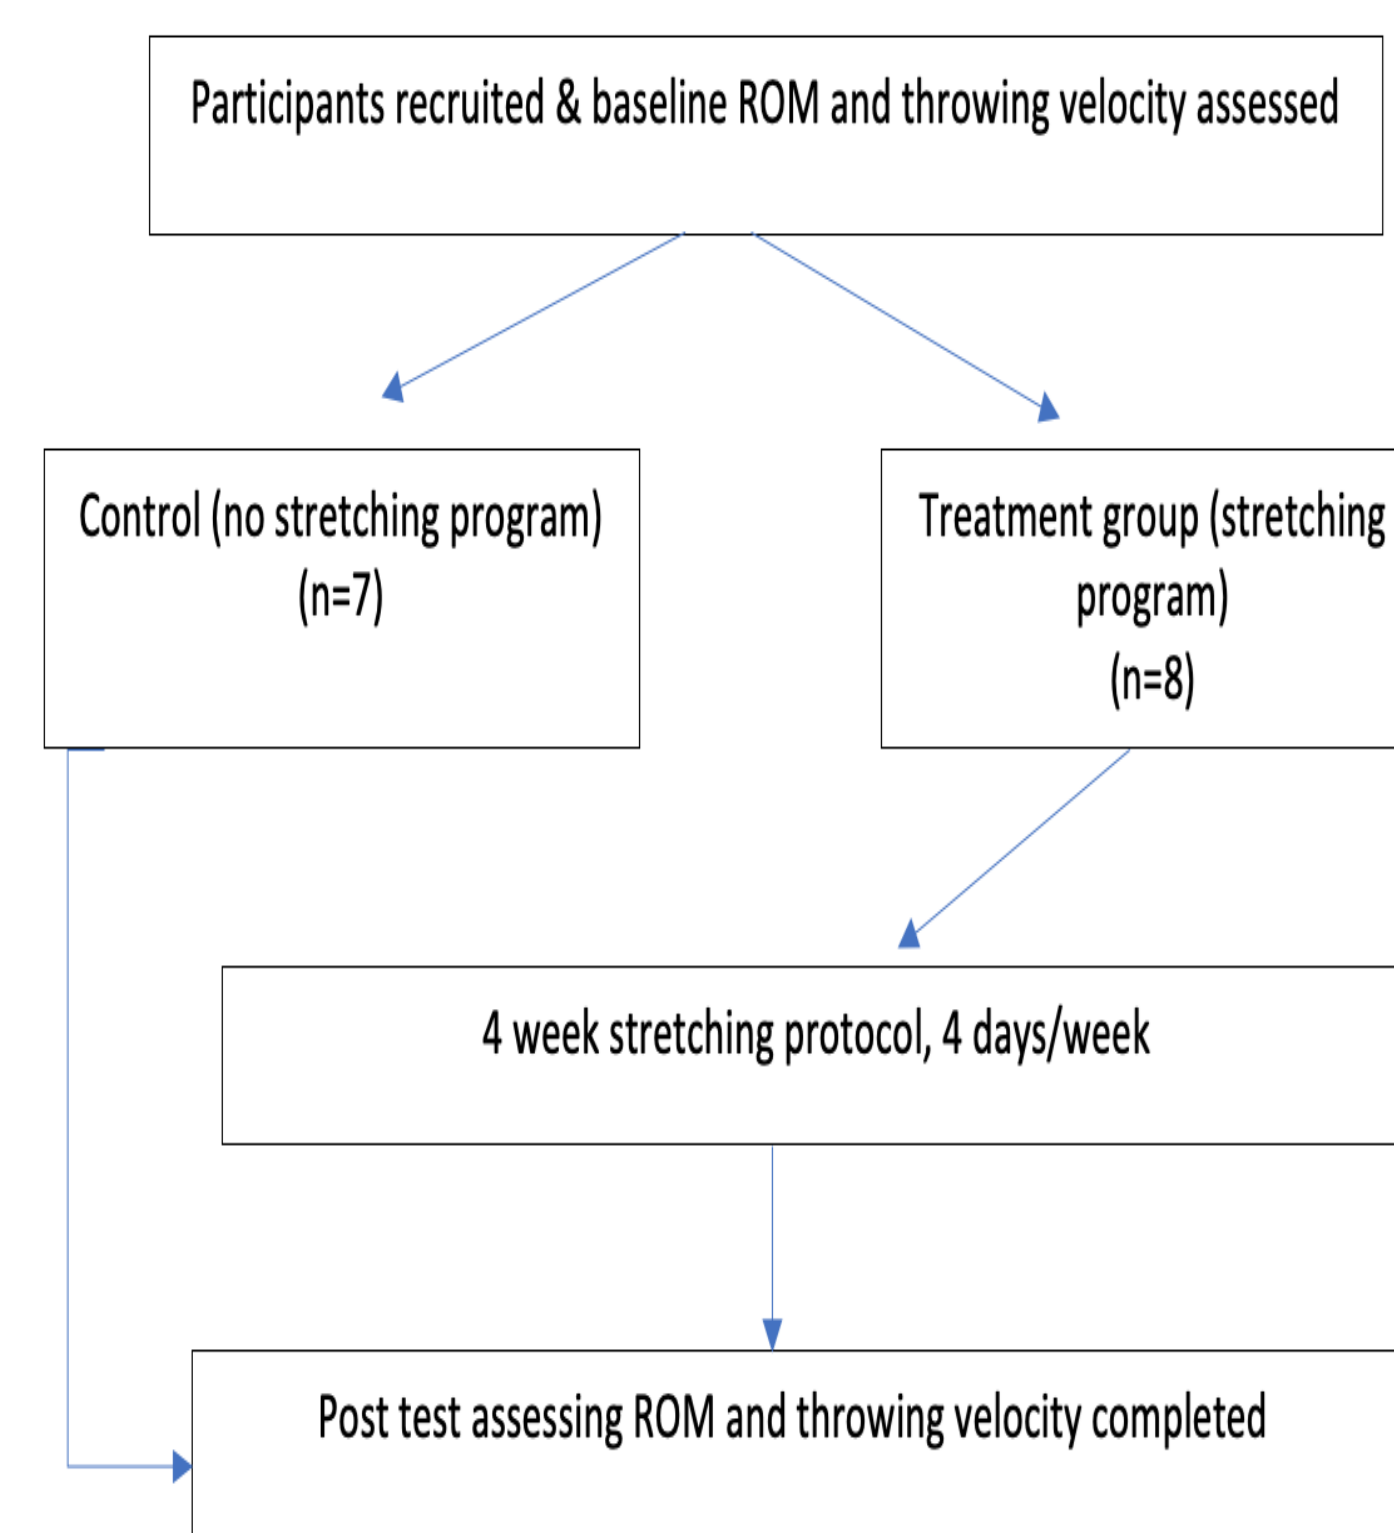 Participants recruited & baseline ROM and throwing velocity assessed
Control (no stretching program)
(n=7)
Treatment group (stretching
program)
(n=8)
4 week stretching protocol, 4 days/week
Post test assessing ROM and throwing velocity completed